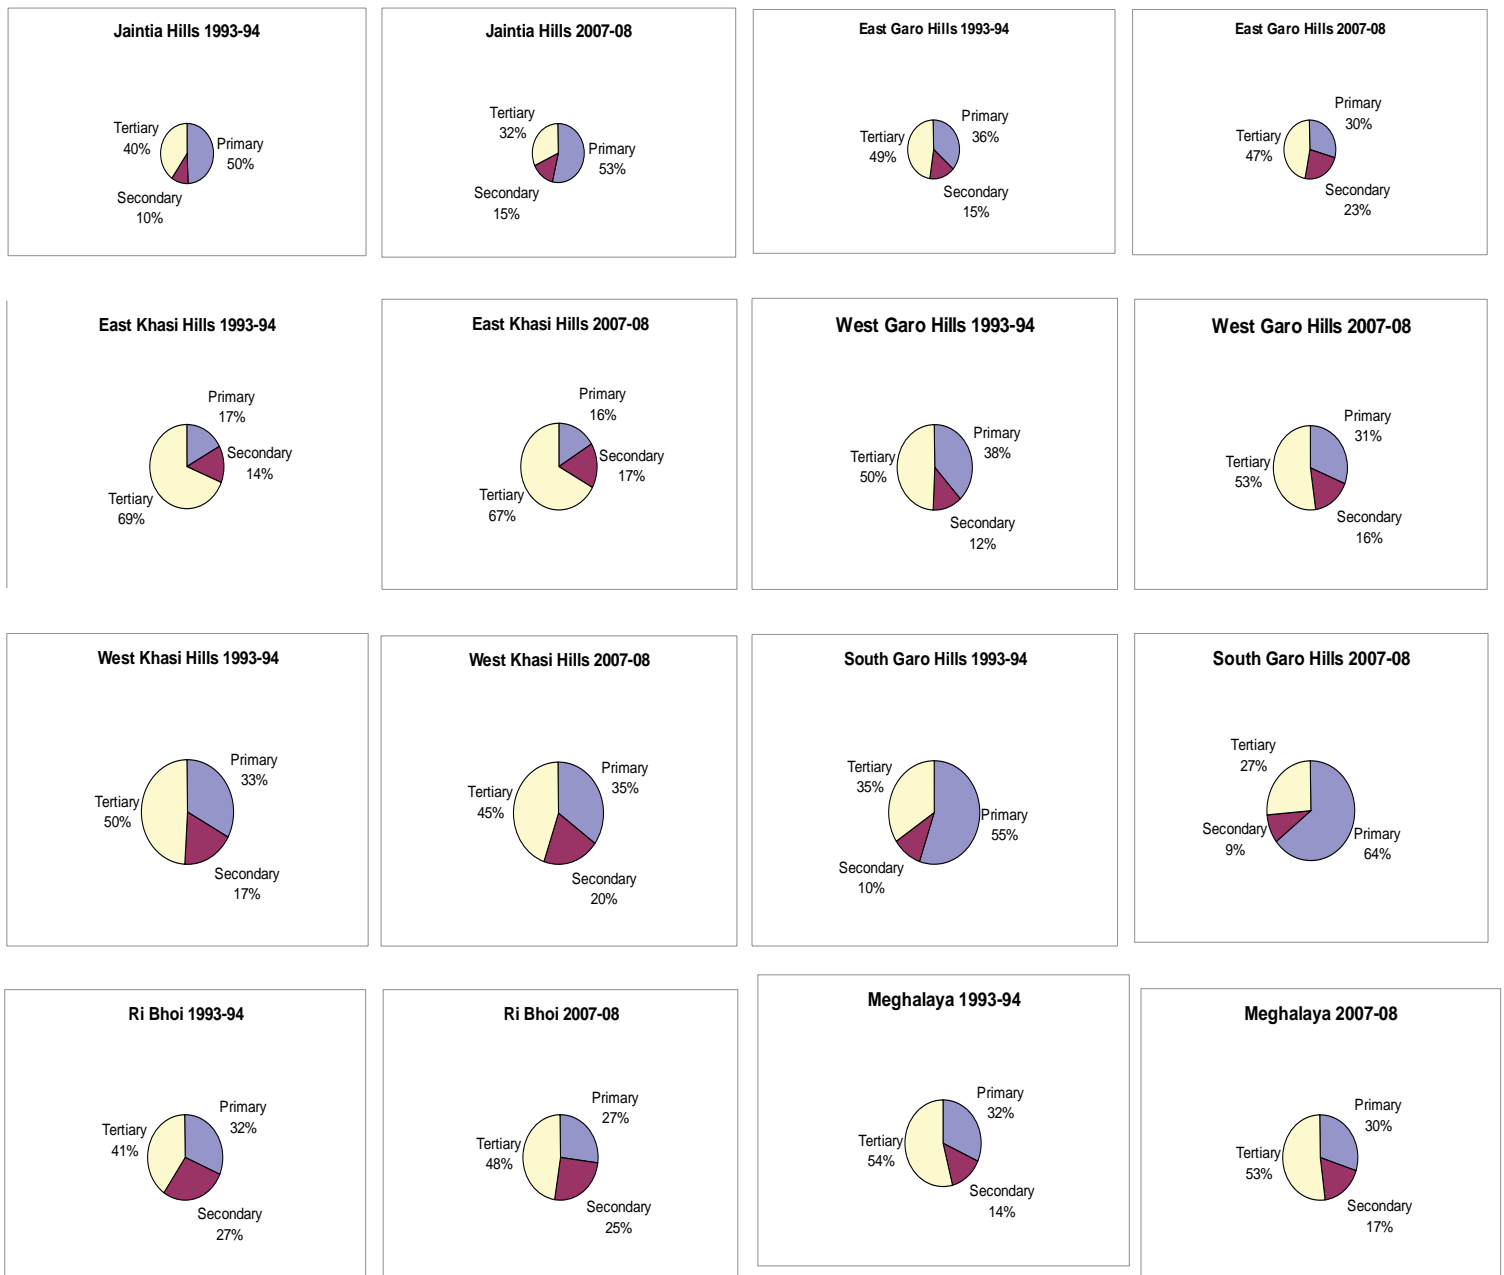 Jaintia Hills 1993-94
Tertiary
40%
Primary
50%
Secondary
10%
Jaintia Hills 2007-08
Tertiary
32%
Primary
53%
Secondary
15%
East Garo Hills 1993-94
Primary
36%
Tertiary
49%
Secondary
15%
East Garo Hills 2007-08
Primary
30%
Tertiary
47%
Secondary
23%
East Khasi Hills 1993-94
Primary
17%
Secondary
14%
Tertiary
69%
East Khasi Hills 2007-08
Primary
16%
Secondary
17%
Tertiary
67%
West Garo Hills 1993-94
Primary
38%
Tertiary
50%
Secondary
12%
West Garo Hills 2007-08
Primary
31%
Tertiary
53%
Secondary
16%
West Khasi Hills 1993-94
Primary
33%
Tertiary
50%
Secondary
17%
West Khasi Hills 2007-08
Primary
35%
Tertiary
45%
Secondary
20%
South Garo Hills 1993-94
Tertiary
35%
Primary
55%
Secondary
10%
South Garo Hills 2007-08
Tertiary
27%
Secondary
9%
Primary
64%
Ri Bhoi 1993-94
Primary
32%
Tertiary
41%
Secondary
27%
Ri Bhoi 2007-08
Primary
27%
Tertiary
48%
Secondary
25%
Meghalaya 1993-94
Primary
32%
Tertiary
54%
Secondary
14%
Meghalaya 2007-08
Primary
30%
Tertiary
53%
Secondary
17%